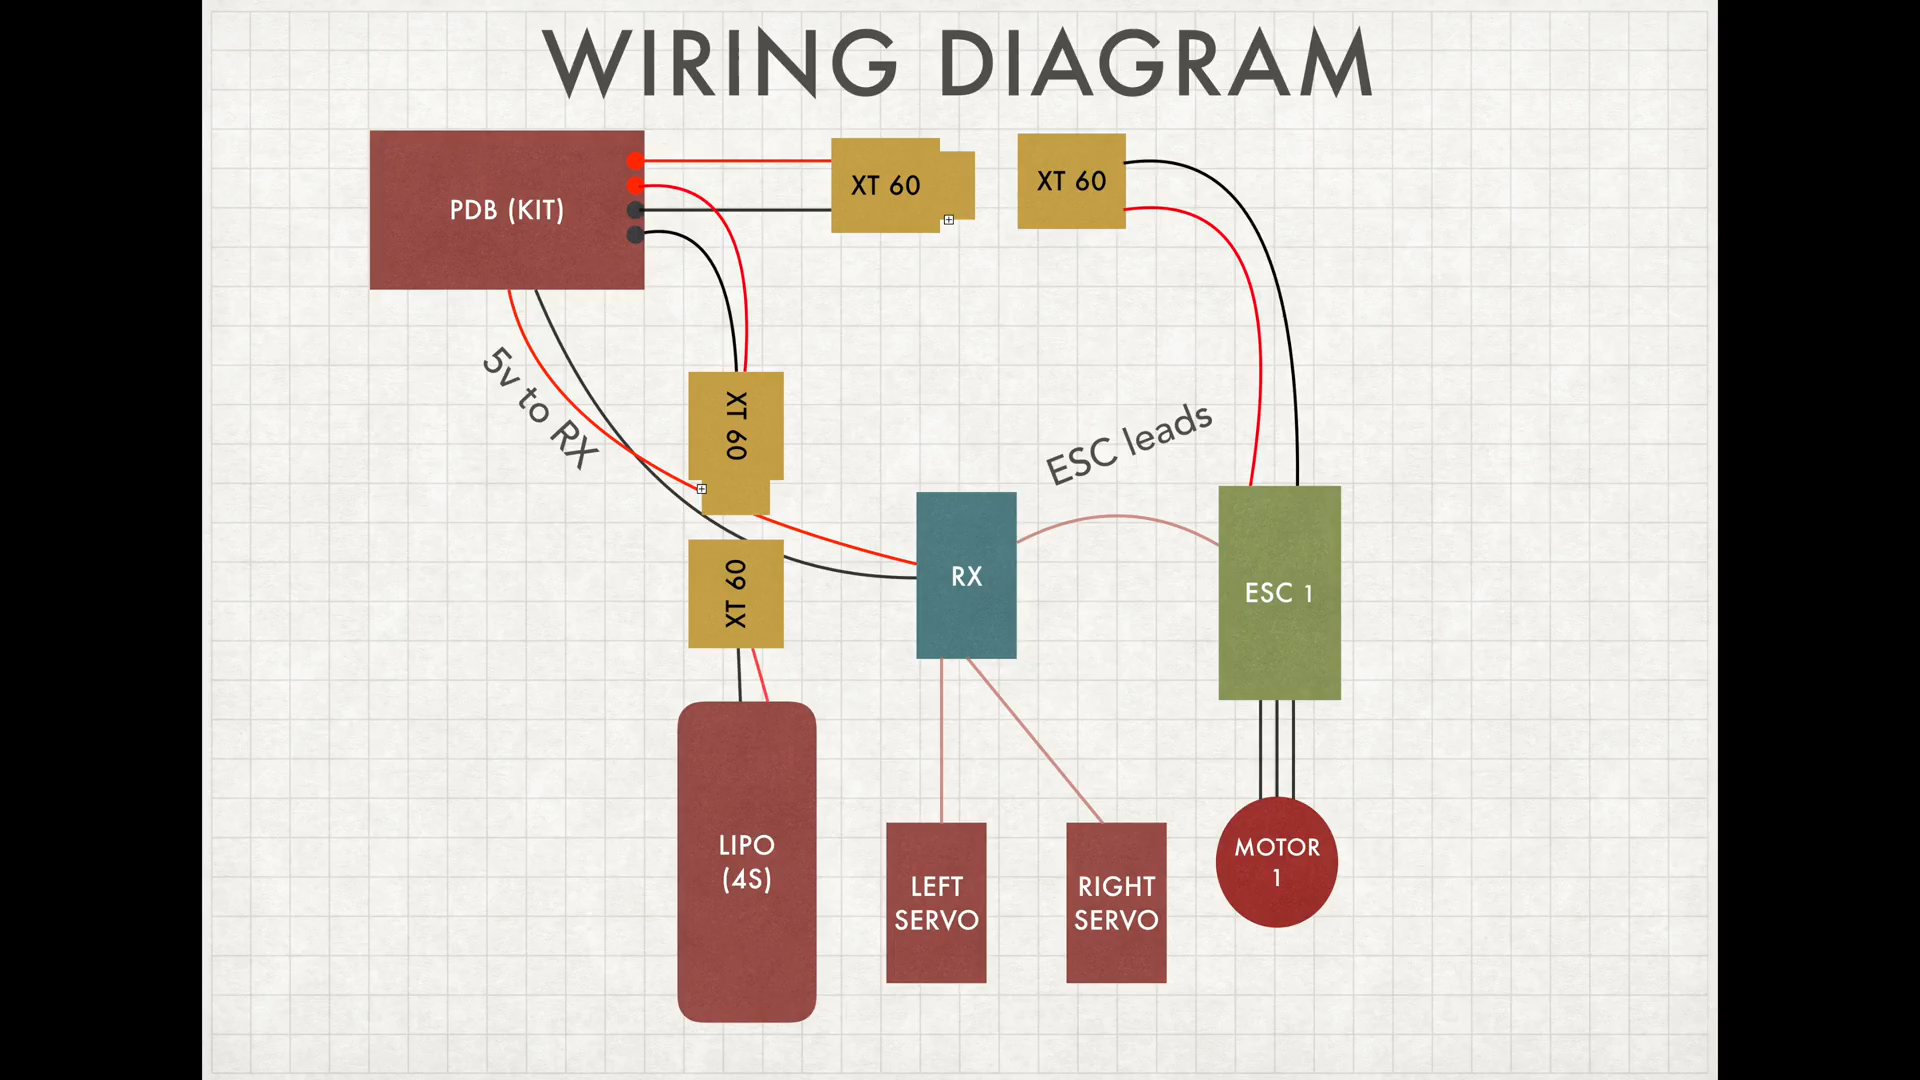 WIRING DIAGRAM
PDB (KIT)
XT 60
XT 60
5v to RX
XT 60
ESC leads
XT 60
RX
ESC 1
LIPO
(4S)
LEFT
SERVO
RIGHT
SERVO
MOTOR
1